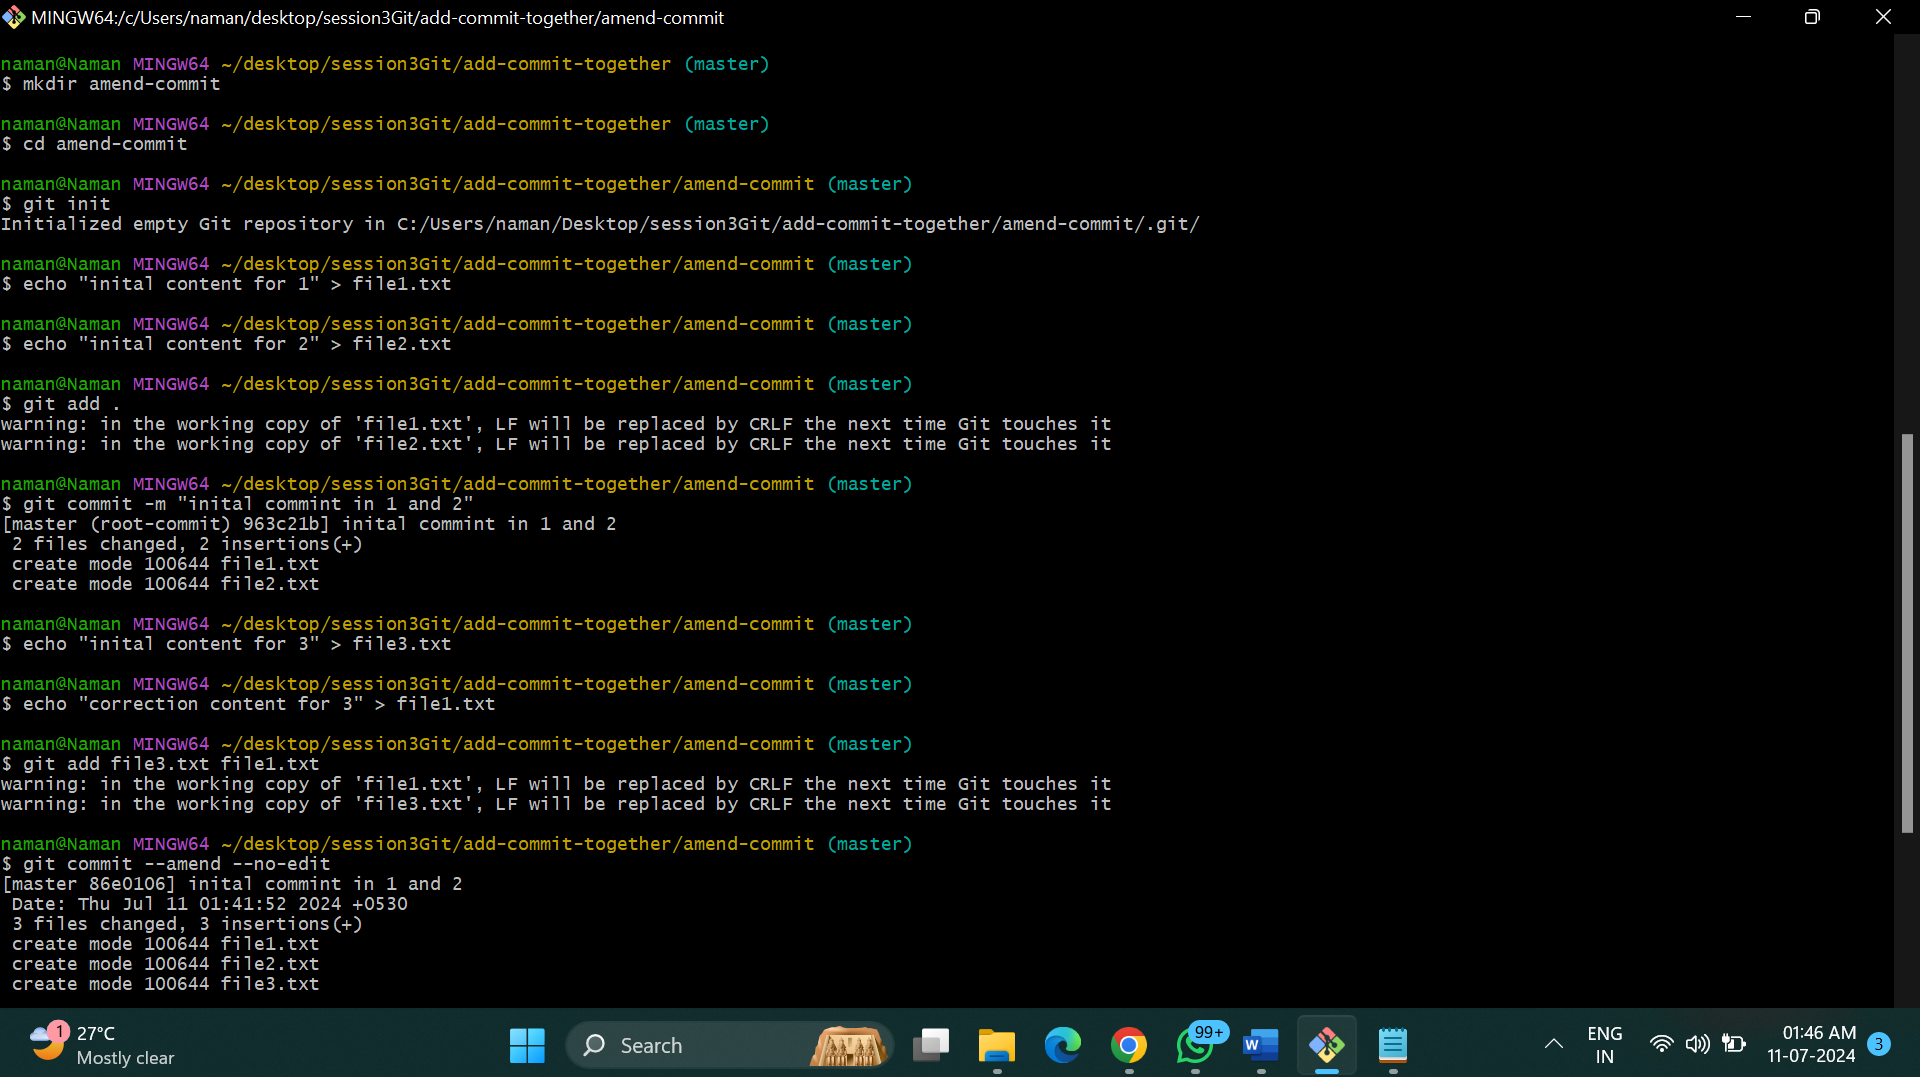 MINGW64:/c/Users/naman/desktop/session3Git/add-commit-together/amend-commit
naman@Naman MINGW64 ~/desktop/session3Git/add-commit-together (master)
$ mkdir amend-commit
naman@Naman MINGW64 ~/desktop/session3Git/add-commit-together (master)
$ cd amend-commit
naman@Naman MINGW64 ~/desktop/session3Git/add-commit-together/amend-commit (master)
$ git init
Initialized empty Git repository in C:/Users/naman/Desktop/session3Git/add-commit-together/amend-commit/.git/
naman@Naman MINGW64 ~/desktop/session3Git/add-commit-together/amend-commit (master)
$ echo "inital content for 1" > file1.txt
naman@Naman MINGW64 ~/desktop/session3Git/add-commit-together/amend-commit (master)
$ echo "inital content for 2" > file2.txt
naman@Naman MINGW64 ~/desktop/session3Git/add-commit-together/amend-commit (master)
$ git add .
warning: in the working copy of 'file1.txt', LF will be replaced by CRLF the next time Git touches it
warning: in the working copy of 'file2.txt', LF will be replaced by CRLF the next time Git touches it
naman@Naman MINGW64 ~/desktop/session3Git/add-commit-together/amend-commit (master)
$ git commit -m "inital commint in 1 and 2"
[master (root-commit) 963c21b] inital commint in 1 and 2
2 files changed, 2 insertions(+)
create mode 100644 file1.txt
create mode 100644 file2.txt
naman@Naman MINGW64 ~/desktop/session3Git/add-commit-together/amend-commit (master)
$ echo "inital content for 3" > file3.txt
naman@Naman MINGW64 ~/desktop/session3Git/add-commit-together/amend-commit (master)
$ echo "correction content for 3" > file1.txt
naman@Naman MINGW64 ~/desktop/session3Git/add-commit-together/amend-commit (master)
$ git add file3.txt file1.txt
warning: in the working copy of 'file1.txt', LF will be replaced by CRLF the next time Git touches it
warning: in the working copy of 'file3.txt', LF will be replaced by CRLF the next time Git touches it
naman@Naman MINGW64 ~/desktop/session3Git/add-commit-together/amend-commit (master)
$ git commit --amend --no-edit
[master 86e0106] inital commint in 1 and 2
Date: Thu Jul 11 01:41:52 2024 +0530
3 files changed, 3 insertions(+)
create mode 100644 file1.txt
create mode 100644 file2.txt
create mode 100644 file3.txt
1
27°C
Mostly clear
Search
99+
W
ENG
IN
01:46 AM
11-07-2024
3